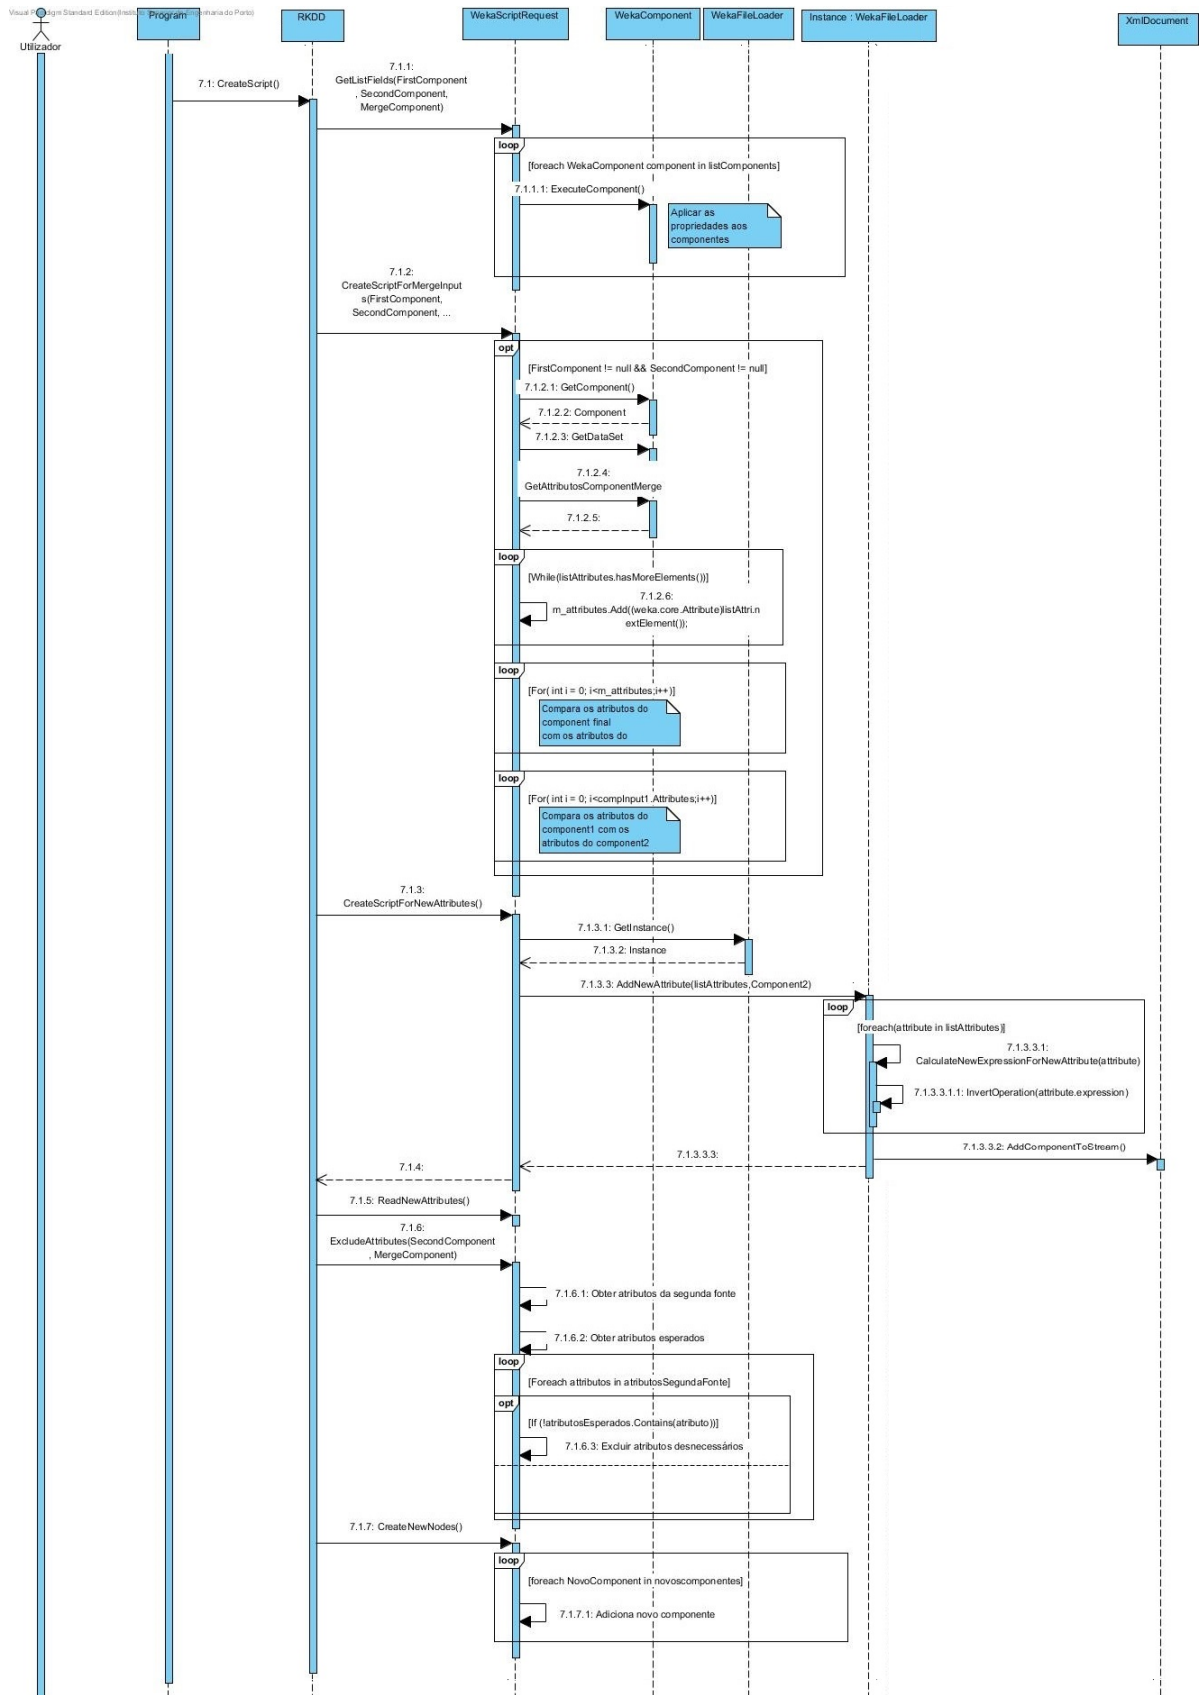 Visual Paradigm Standard Edition(Instituto Superior de Engenharia do Porto)
Utilizador
Program
RKDD
WekaScriptRequest
WekaComponent
WekaFileLoader
Instance : WekaFileLoader
XmlDocument
7.1: CreateScript()
7.1.1:
GetListFields(FirstComponent
, SecondComponent,
MergeComponent)
loop
[foreach WekaComponent component in listComponents]
7.1.1.1: ExecuteComponent()
Aplicar as
propriedades aos
componentes
7.1.2:
CreateScriptForMergeInput
s(FirstComponent,
SecondComponent, ...
opt
[FirstComponent != null && SecondComponent != null]
7.1.2.1: GetComponent()
7.1.2.2: Component
7.1.2.3: GetDataSet
7.1.2.4:
GetAttributosComponentMerge
7.1.2.5:
loop
[While(listAttributes.hasMoreElements())]
7.1.2.6:
m_attributes.Add((weka.core.Attribute)listAttri.n
extElement());
loop
[For( int i = 0; i<m_attributes;i++)]
Compara os atributos do
component final
com os atributos do
loop
[For( int i = 0; i<compInput1.Attributes;i++)]
Compara os atributos do
component1 com os
atributos do component2
7.1.3:
CreateScriptForNewAttributes()
7.1.3.1: GetInstance()
7.1.3.2: Instance
7.1.3.3: AddNewAttribute(listAttributes,Component2)
loop
[foreach(attribute in listAttributes)]
7.1.3.3.1:
CalculateNewExpressionForNewAttribute(attribute)
7.1.3.3.1.1: InvertOperation(attribute.expression)
7.1.3.3.2: AddComponentToStream()
7.1.3.3.3:
7.1.4:
7.1.5: ReadNewAttributes()
7.1.6:
ExcludeAttributes(SecondComponent
, MergeComponent)
7.1.6.1: Obter atributos da segunda fonte
7.1.6.2: Obter atributos esperados
loop
[Foreach attributos in atributosSegundaFonte]
opt
[If (!atributosEsperados.Contains(atributo))]
7.1.6.3: Excluir atributos desnecessários
7.1.7: CreateNewNodes()
loop
[foreach NovoComponent in novoscomponentes]
7.1.7.1: Adiciona novo componente